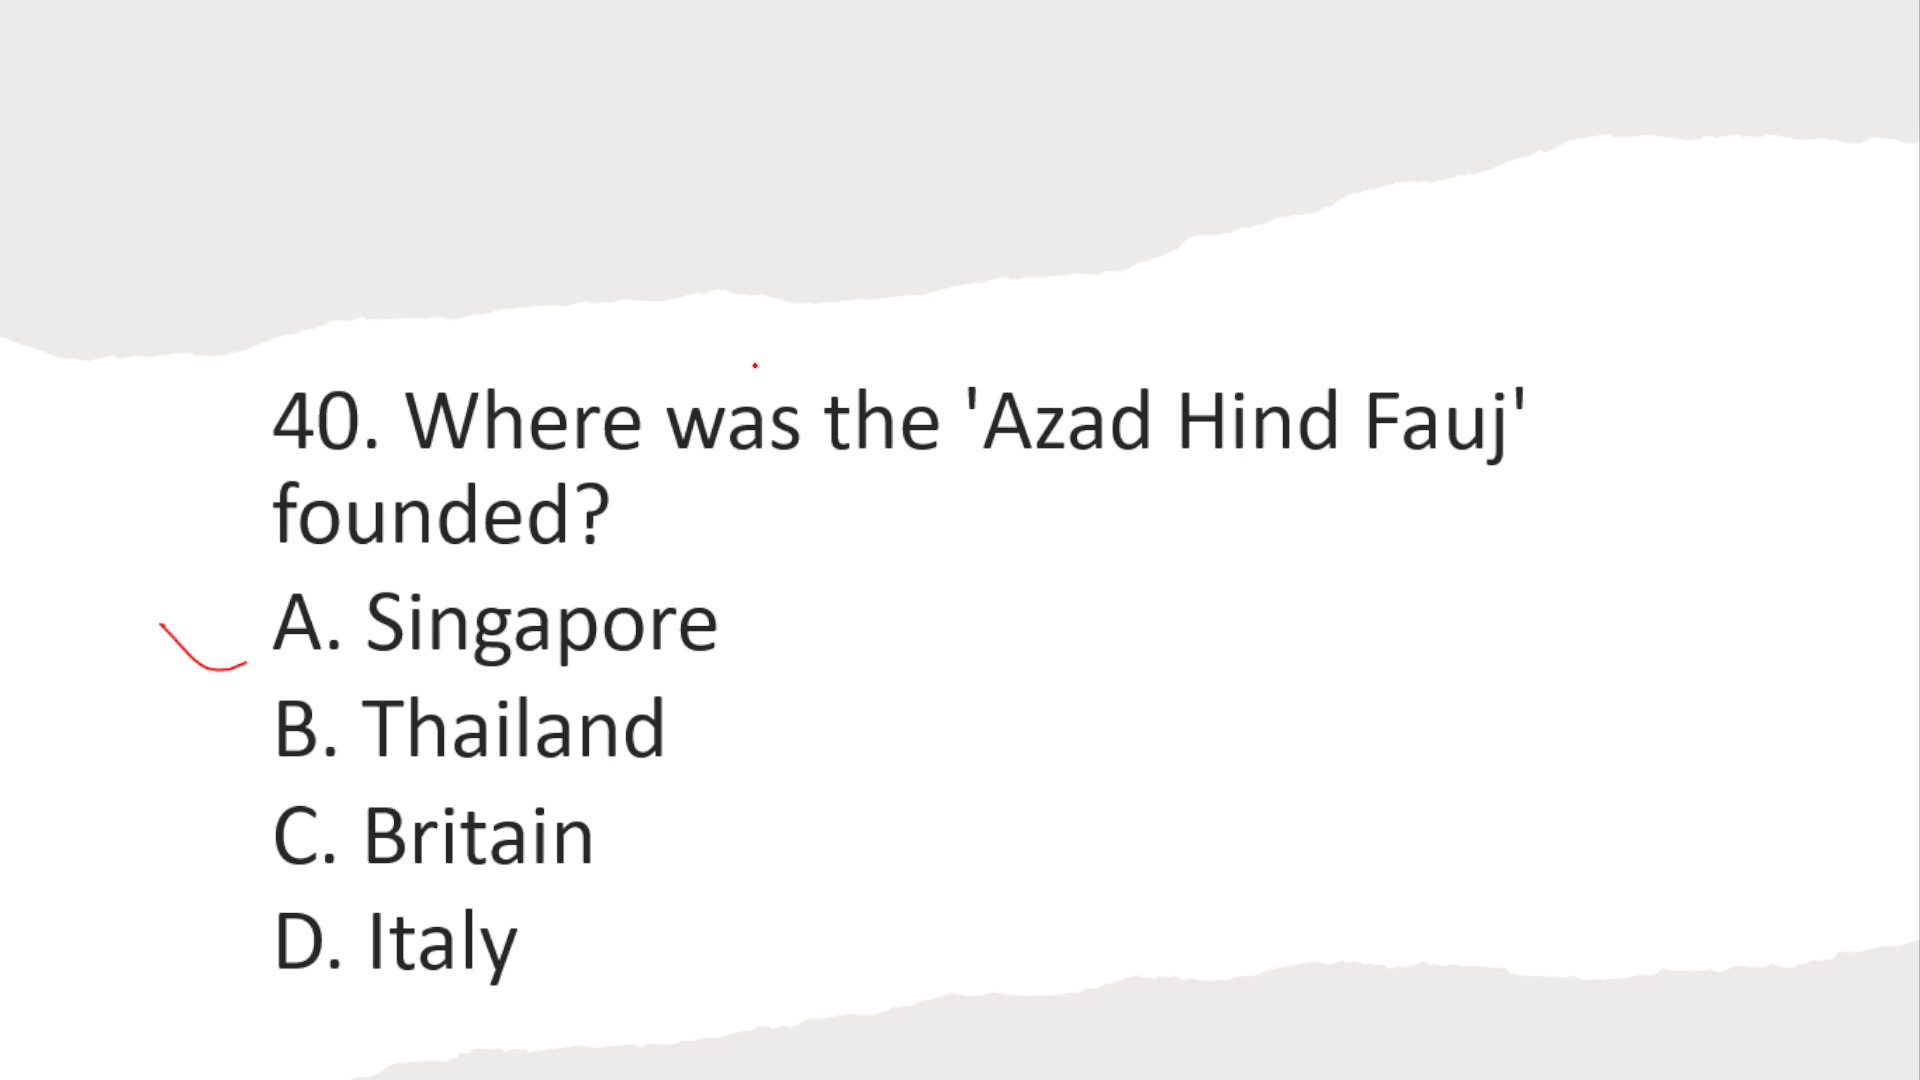 40. Where was the 'Azad Hind Fauj'
founded?
A. Singapore
B. Thailand
C. Britain
D. Italy